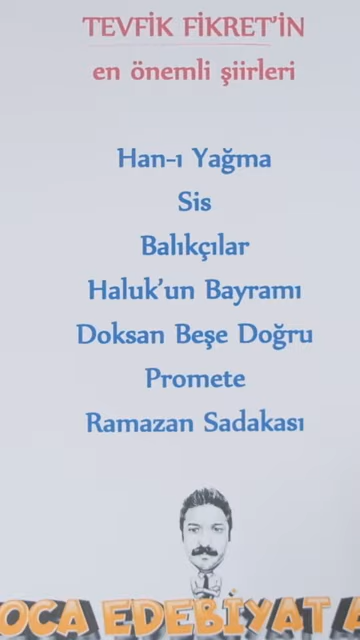 TEVFİK FİKRET'İN
en önemli şiirleri
Han-ı Yağma
Sis
Balıkçılar
Haluk'un Bayramı
Doksan Beşe Doğru
Promete
Ramazan Sadakası
OCA EDEBİYAT A